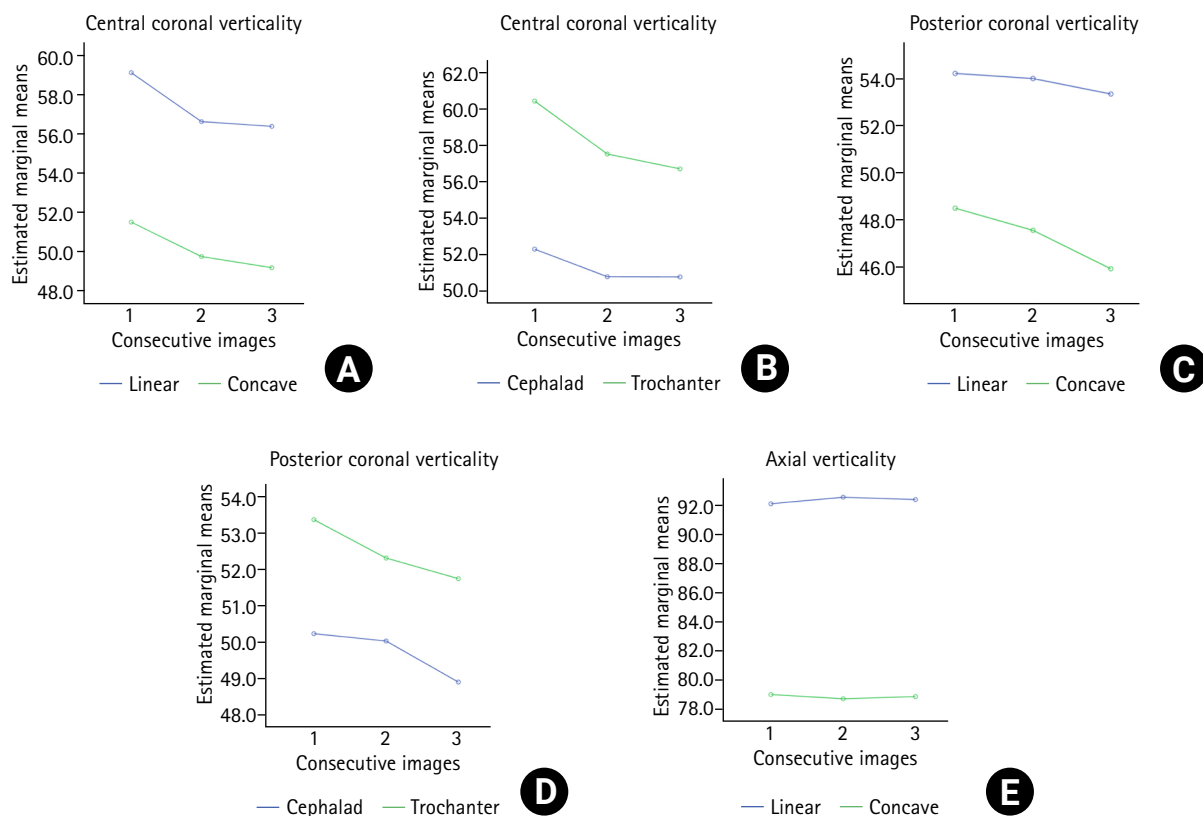 Central coronal verticality
Estimated marginal means
60.0
58.0
56.0
54.0
52.0
50.0
48.0
1 2 3
Consecutive images
Linear Concave
A
Central coronal verticality
Estimated marginal means
62.0
60.0
58.0
56.0
54.0
52.0
50.0
1 2 3
Consecutive images
Cephalad Trochanter
B
Posterior coronal verticality
Estimated marginal means
54.0
52.0
50.0
48.0
46.0
1 2 3
Consecutive images
Linear Concave
C
Posterior coronal verticality
Estimated marginal means
54.0
53.0
52.0
51.0
50.0
49.0
48.0
1 2 3
Consecutive images
Cephalad Trochanter
D
Axial verticality
Estimated marginal means
92.0
90.0
88.0
86.0
84.0
82.0
80.0
78.0
1 2 3
Consecutive images
Linear Concave
E